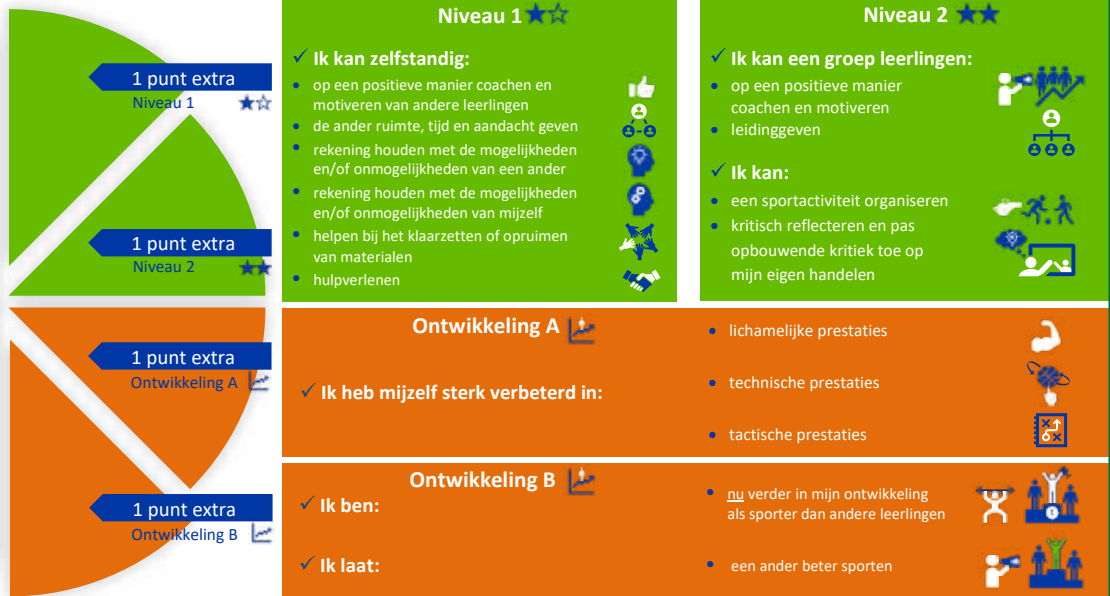 1 punt extra
Niveau 1
1 punt extra
Niveau 2
1 punt extra
Ontwikkeling A
1 punt extra
Ontwikkeling B
Niveau 1
✓ Ik kan zelfstandig:
• op een positieve manier coachen en
motiveren van andere leerlingen
• de ander ruimte, tijd en aandacht geven
• rekening houden met de mogelijkheden
en/of onmogelijkheden van een ander
• rekening houden met de mogelijkheden
en/of onmogelijkheden van mijzelf
• helpen bij het klaarzetten of opruimen
van materialen
• hulpverlenen
Niveau 2
✓ Ik kan een groep leerlingen:
• op een positieve manier
coachen en motiveren
• leidinggeven
✓ Ik kan:
• een sportactiviteit organiseren
• kritisch reflecteren en pas
opbouwende kritiek toe op
mijn eigen handelen
Ontwikkeling A
✓ Ik heb mijzelf sterk verbeterd in:
• lichamelijke prestaties
• technische prestaties
• tactische prestaties
Ontwikkeling B
✓ Ik ben:
• nu verder in mijn ontwikkeling
als sporter dan andere leerlingen
✓ Ik laat:
• een ander beter sporten